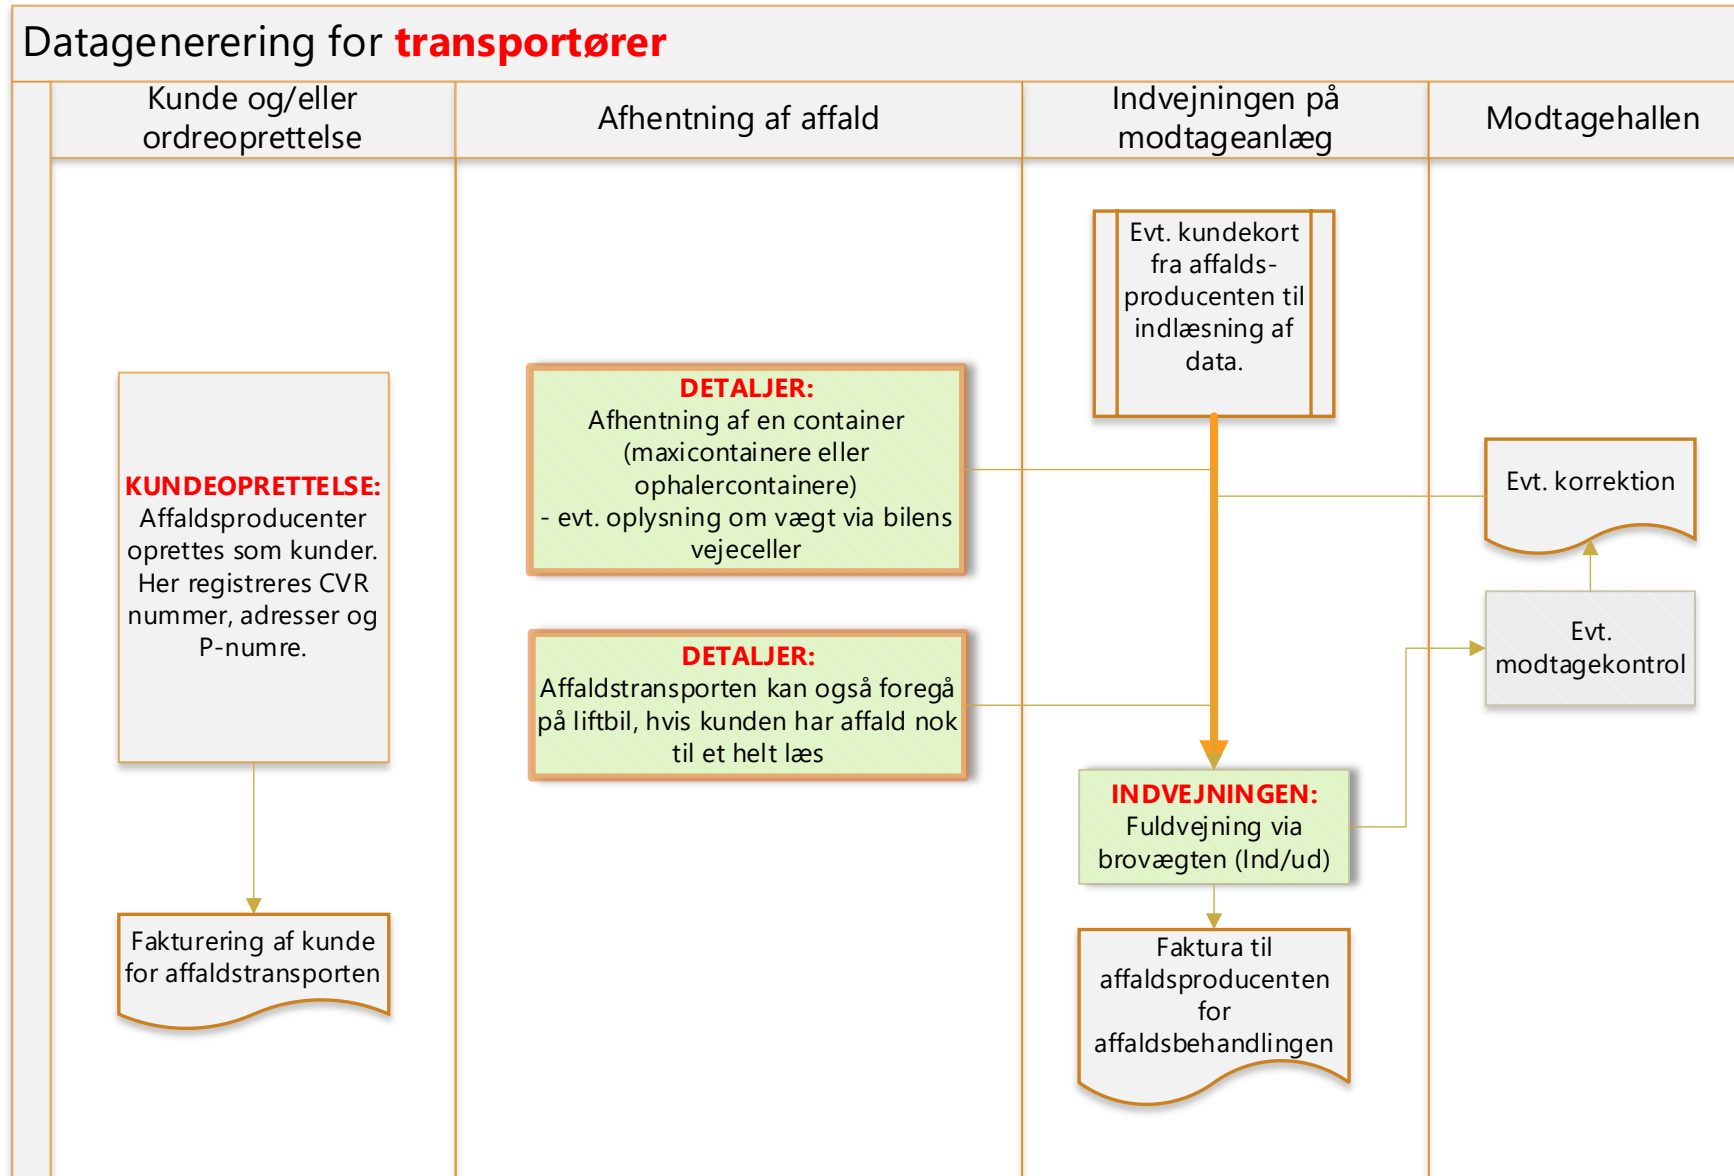 Datagenerering for transportører
Kunde og/eller
ordreoprettelse
Afhentning af affald
Indvejningen på
modtageanlæg
Modtagehallen
KUNDEOPRETTELSE:
Affaldsproducenter
oprettes som kunder.
Her registreres CVR
nummer, adresser og
P-numre.
Fakturering af kunde
for affaldstransporten
DETALJER:
Afhentning af en container
(maxicontainere eller
ophalercontainere)
- evt. oplysning om vægt via bilens
vejeceller
DETALJER:
Affaldstransporten kan også foregå
på liftbil, hvis kunden har affald nok
til et helt læs
Evt. kundekort
fra affalds-
producenten til
indlæsning af
data.
INDVEJNINGEN:
Fuldvejning via
brovægten (Ind/ud)
Faktura til
affaldsproducenten
for
affaldsbehandlingen
Evt. korrektion
Evt.
modtagekontrol